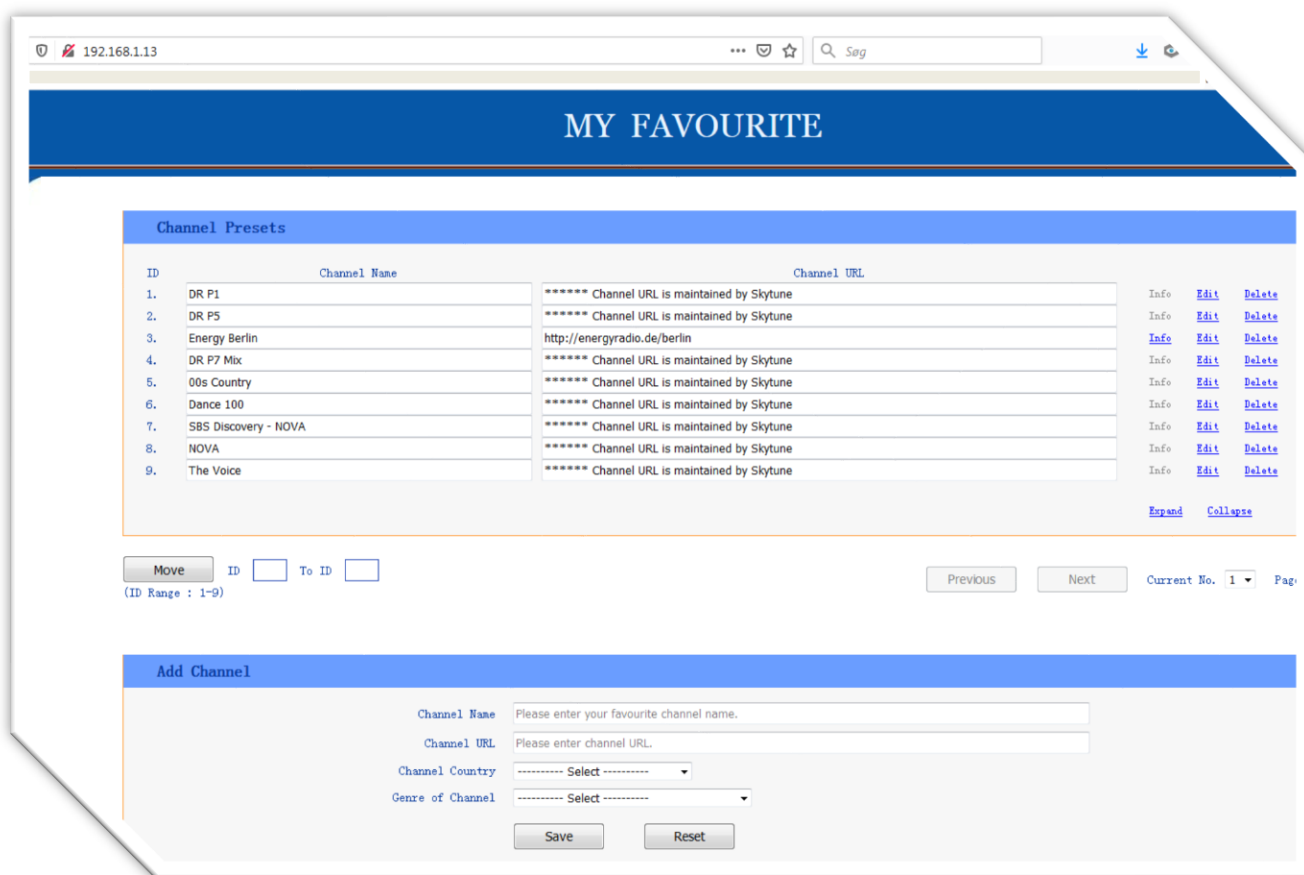 192.168.1.13 ... Søg
MY FAVOURITE
Channel Presets
ID Channel Name Channel URL
1. DR P1 ****** Channel URL is maintained by Skytune Info Edit Delete
2. DR P5 ****** Channel URL is maintained by Skytune Info Edit Delete
3. Energy Berlin http://energyradio.de/berlin Info Edit Delete
4. DR P7 Mix ****** Channel URL is maintained by Skytune Info Edit Delete
5. 00s Country ****** Channel URL is maintained by Skytune Info Edit Delete
6. Dance 100 ****** Channel URL is maintained by Skytune Info Edit Delete
7. SBS Discovery - NOVA ****** Channel URL is maintained by Skytune Info Edit Delete
8. NOVA ****** Channel URL is maintained by Skytune Info Edit Delete
9. The Voice ****** Channel URL is maintained by Skytune Info Edit Delete
Expand Collapse
Move ID To ID Previous Next Current No. 1 Page
(ID Range : 1-9)
Add Channel
Channel Name Please enter your favourite channel name.
Channel URL Please enter channel URL.
Channel Country ---------- Select ----------
Genre of Channel ---------- Select ----------
Save Reset